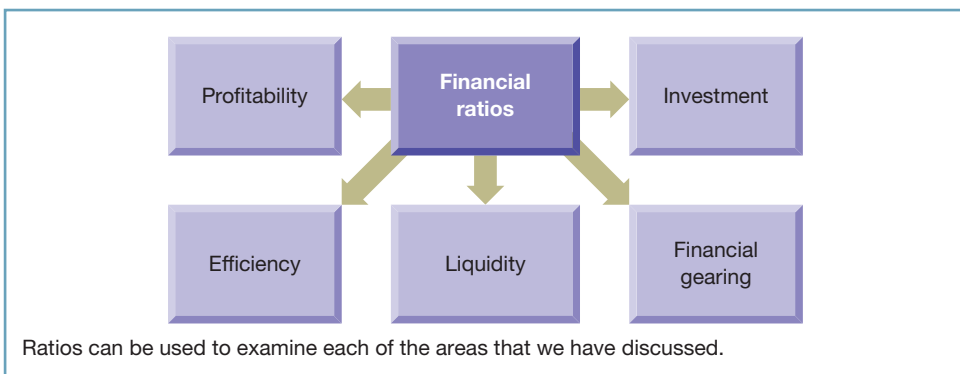 Profitability
Financial
ratios
Investment
Efficiency
Liquidity
Financial
gearing
Ratios can be used to examine each of the areas that we have discussed.